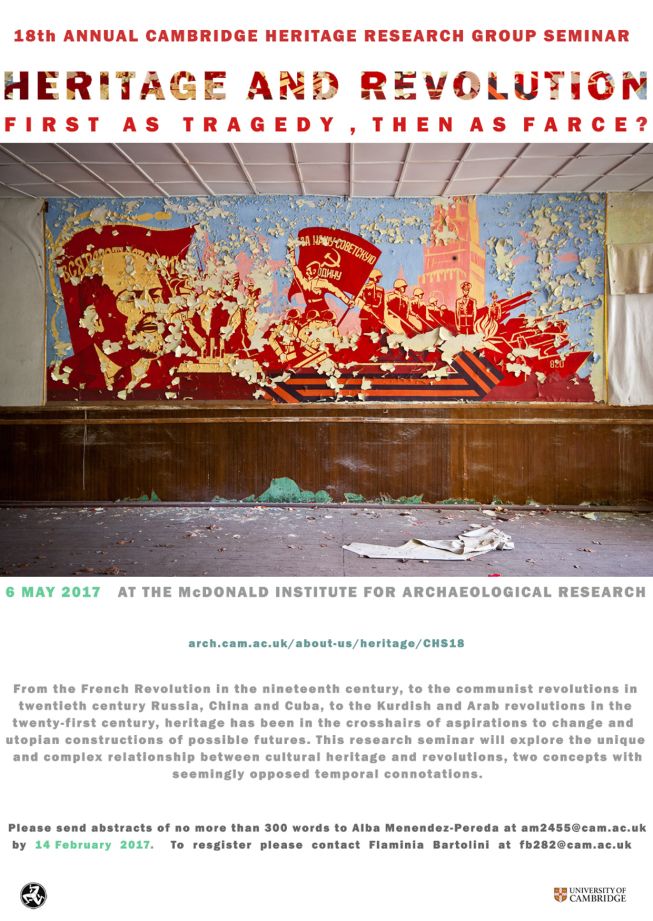 18th ANNUAL CAMBRIDGE HERITAGE RESEARCH GROUP SEMINAR
HERITAGE AND REVOLUTION
FIRST AS TRAGEDY, THEN AS FARCE?
ЗА НАШУ СОВЕТСКУЮ
РОДИНУ
6 MAY 2017 AT THE McDONALD INSTITUTE FOR ARCHAEOLOGICAL RESEARCH
arch.cam.ac.uk/about-us/heritage/CHS18
From the French Revolution in the nineteenth century, to the communist revolutions in
twentieth century Russia, China and Cuba, to the Kurdish and Arab revolutions in the
twenty-first century, heritage has been in the crosshairs of aspirations to change and
utopian constructions of possible futures. This research seminar will explore the unique
and complex relationship between cultural heritage and revolutions, two concepts with
seemingly opposed temporal connotations.
Please send abstracts of no more than 300 words to Alba Menendez-Pereda at am2455@cam.ac.uk
by 14 February 2017. To resgister please contact Flaminia Bartolini at fb282@cam.ac.uk
UNIVERSITY OF
CAMBRIDGE